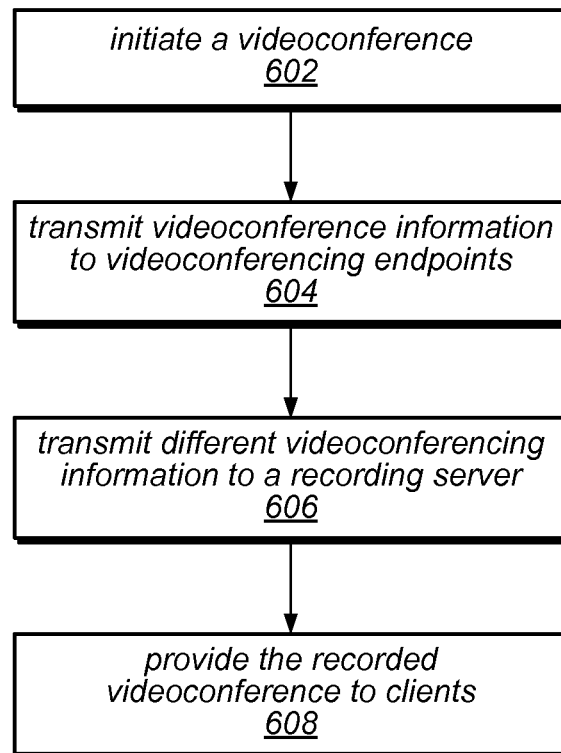 initiate a videoconference
602
transmit videoconference information
to videoconferencing endpoints
604
transmit different videoconferencing
information to a recording server
606
provide the recorded
videoconference to clients
608